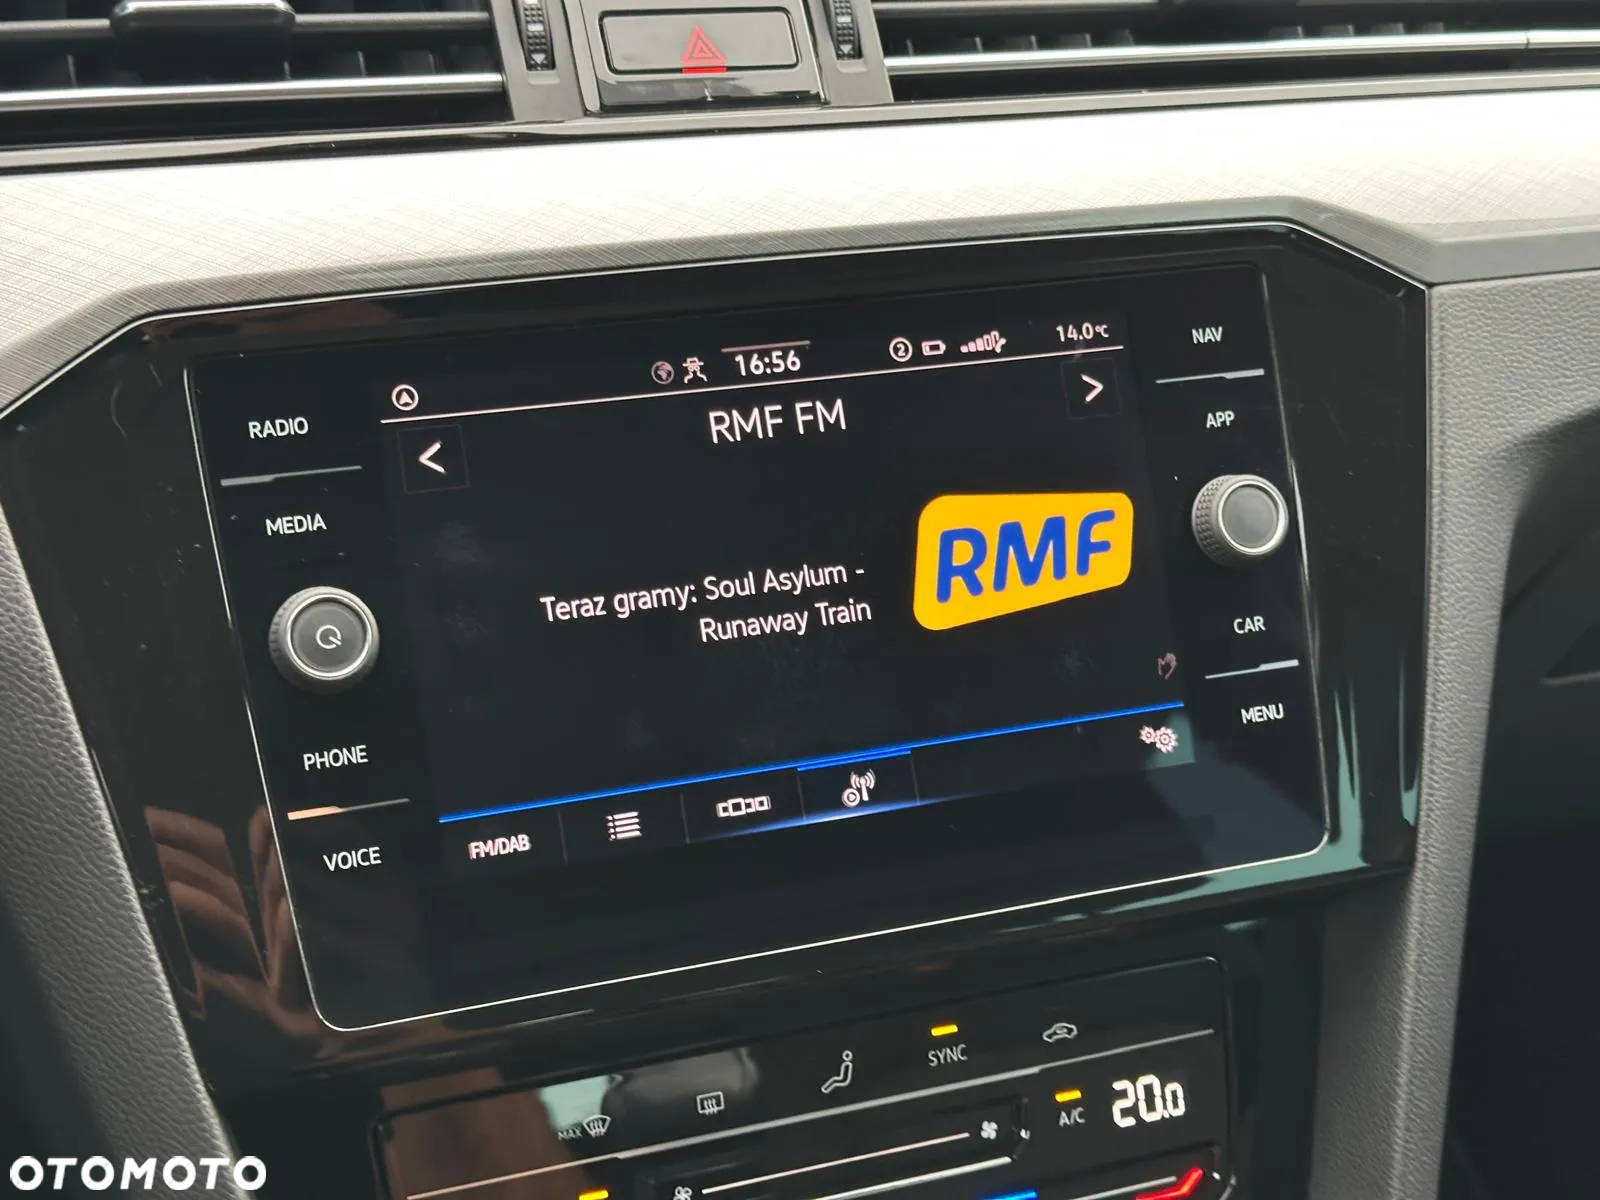 16:56
2
14.0°C
NAV
RADIO
RMF FM
APP
MEDIA
RMF
Teraz gramy: Soul Asylum -
Runaway Train
CAR
PHONE
MENU
VOICE
FM/DAB
SYNC
MAX
A/C
20.0
OTOMOTO